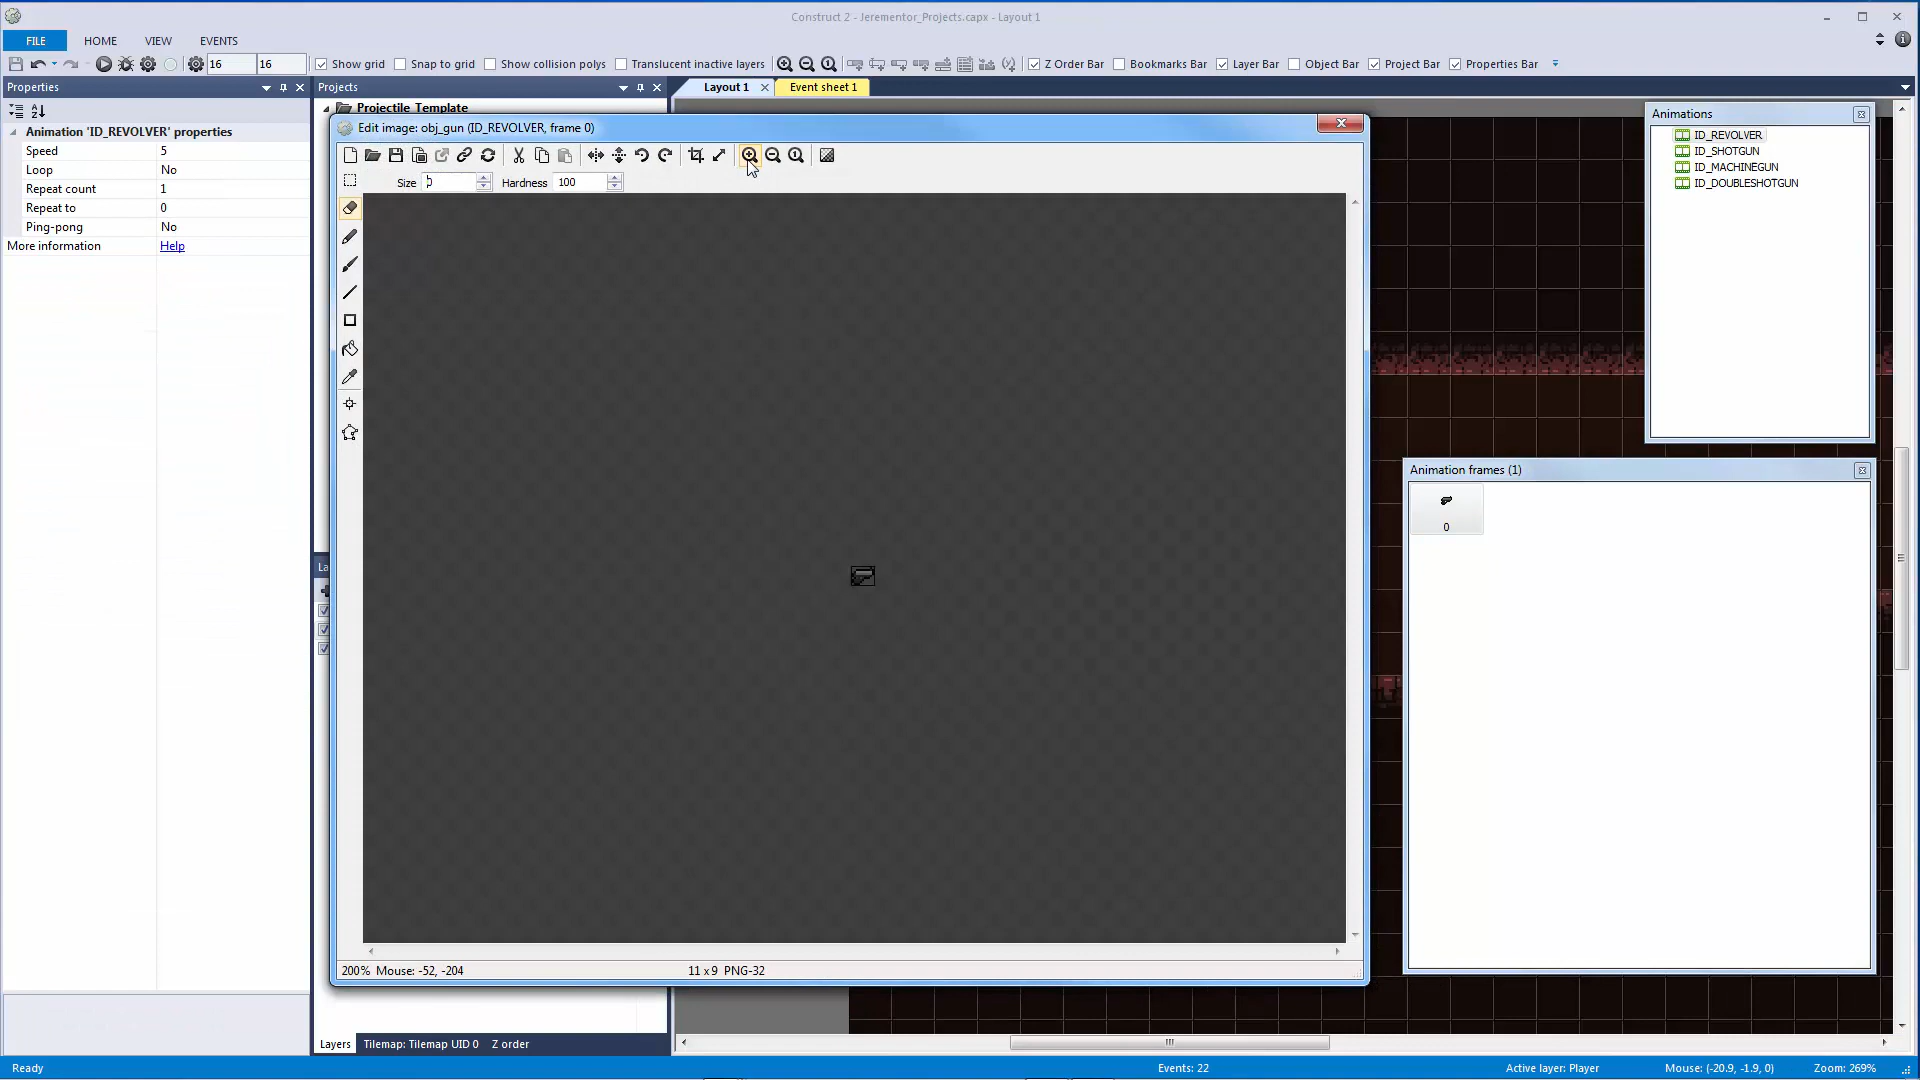 Construct 2 - Jerementor_Projects.capx - Layout 1
FILE HOME VIEW EVENTS
16 16 Show grid Snap to grid Show collision polys Translucent inactive layers Z Order Bar Bookmarks Bar Layer Bar Object Bar Project Bar Properties Bar
Properties
Projects
Layout 1
Event sheet 1
Projectile Template
Animation 'ID_REVOLVER' properties
Speed 5
Loop No
Repeat count 1
Repeat to 0
Ping-pong No
More information Help
Edit image: obj_gun (ID_REVOLVER, frame 0)
Size
Hardness 100
200% Mouse: -52, -204
11 x 9 PNG-32
Animations
ID_REVOLVER
ID_SHOTGUN
ID_MACHINEGUN
ID_DOUBLESHOTGUN
Animation frames (1)
0
La
Layers Tilemap: Tilemap UID 0 Z order
Ready
Events: 22
Active layer: Player
Mouse: (-20.9, -1.9, 0)
Zoom: 269%